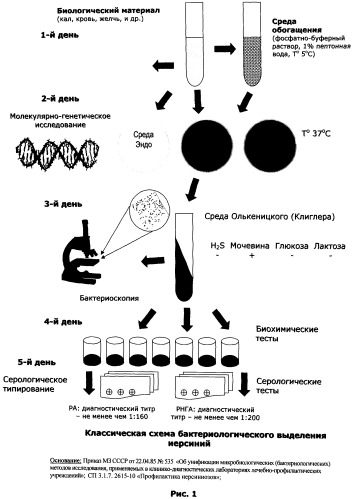 Биологический материал
(кал, кровь, желчь, и др.)
Среда
обогащения
(фосфатно-буферный
раствор, 1% пептонная
вода, T° 5°C)
1-й день
2-й день
Молекулярно-генетическое
исследование
Среда
Эндо
T° 37°C
3-й день
Среда Олькеницкого (Клиглера)
H₂S Мочевина Глюкоза Лактоза
- + - -
Бактериоскопия
4-й день
Биохимические
тесты
5-й день
Серологическое
типирование
Серологические
тесты
РА: диагностический титр
– не менее чем 1:160
РНГА: диагностический
титр – не менее чем 1:200
Классическая схема бактериологического выделения
иерсиний
Основание: Приказ МЗ СССР от 22.04.85 № 535 «Об унификации микробиологических (бактериологических)
методов исследования, применяемых в клинико-диагностических лабораториях лечебно-профилактических
учреждений»; СП 3.1.7. 2615-10 «Профилактика иерсиниозов»;
Рис. 1